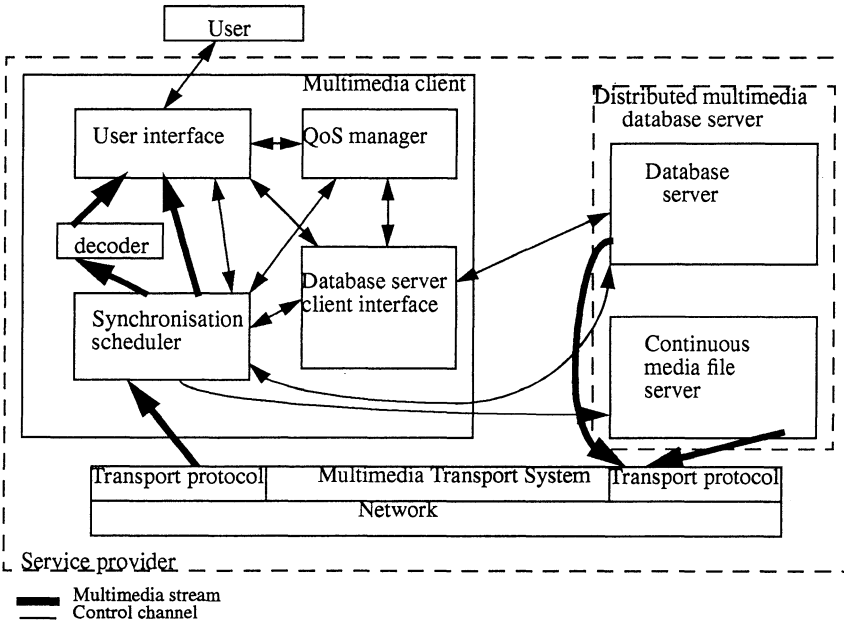 User
Multimedia client
Distributed multimedia
database server
User interface
QoS manager
Database
server
decoder
Database server
client interface
Synchronisation
scheduler
Continuous
media file
server
Transport protocol
Multimedia Transport System
Transport protocol
Network
Service provider
Multimedia stream
Control channel